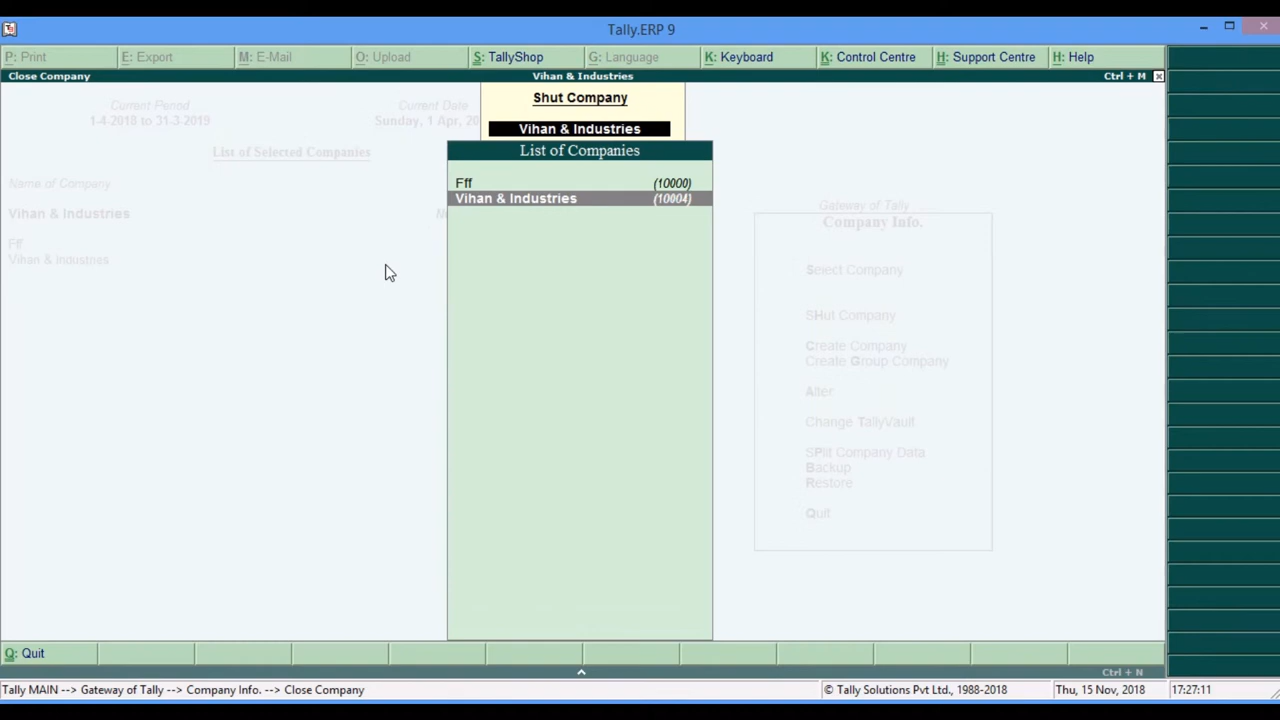 Tally.ERP 9
P: Print E: Export M: E-Mail O: Upload S: TallyShop G: Language K: Keyboard K: Control Centre H: Support Centre H: Help
Close Company Vihan & Industries Ctrl + M
Shut Company
Current Period Current Date
1-4-2018 to 31-3-2019 Sunday, 1 Apr, 20
Vihan & Industries
List of Selected Companies List of Companies
Name of Company Fff (10000)
Vihan & Industries (10004)
Gateway of Tally
Vihan & Industries
Company Info.
Fff
Vihan & Industries
Select Company
SHut Company
Create Company
Create Group Company
Alter
Change TallyVault
SPlit Company Data
Backup
Restore
Quit
Q: Quit
Ctrl + N
Tally MAIN --> Gateway of Tally --> Company Info. --> Close Company © Tally Solutions Pvt Ltd., 1988-2018 Thu, 15 Nov, 2018 17:27:11